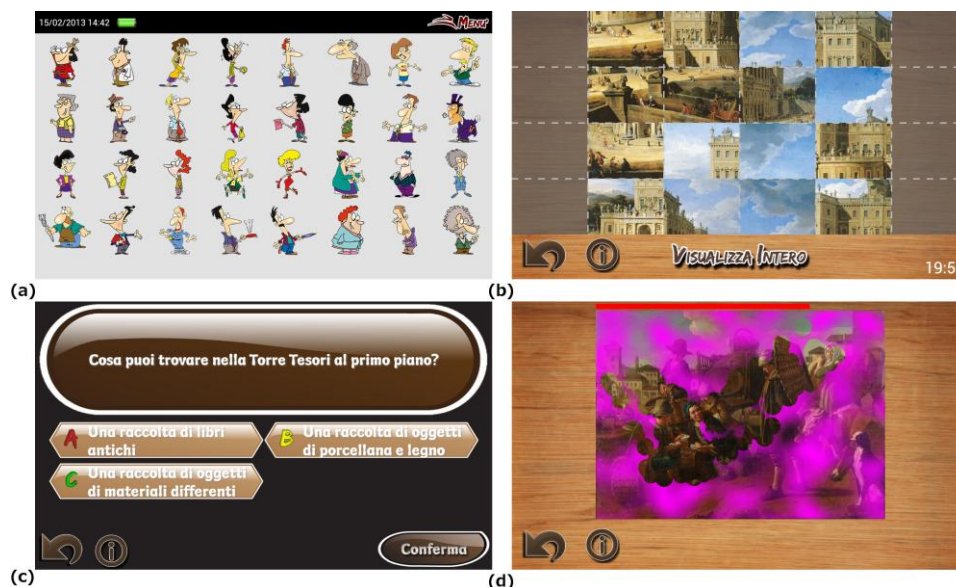 15/02/2013 14:42
MENU'
(a)
VISUALIZZA INTERO
19:5
(b)
Cosa puoi trovare nella Torre Tesori al primo piano?
A Una raccolta di libri
antichi
B Una raccolta di oggetti
di porcellana e legno
C Una raccolta di oggetti
di materiali differenti
Conferma
(c)
(d)